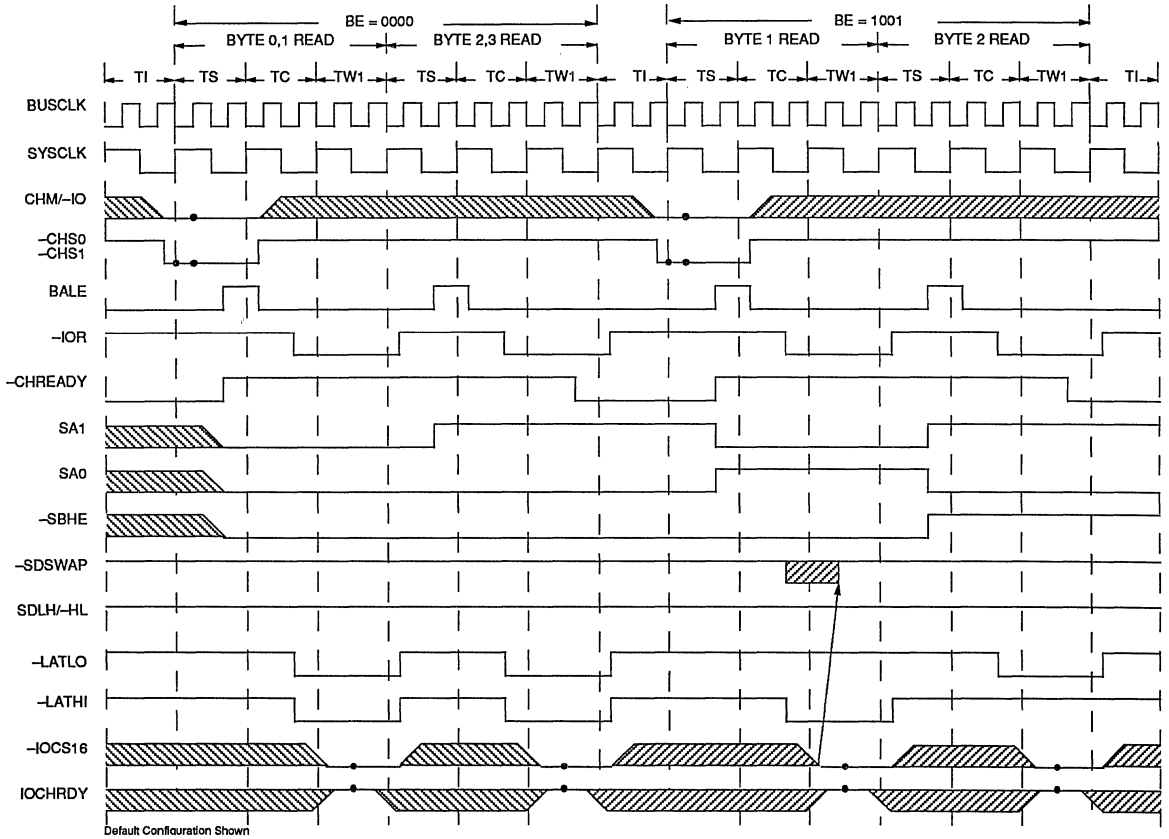 BE = 0000 BE = 1001
BYTE 0,1 READ BYTE 2,3 READ BYTE 1 READ BYTE 2 READ
TI TS TC TW1 TS TC TW1 TI TS TC TW1 TS TC TW1 TI
BUSCLK
SYSCLK
CHM/–IO
–CHS0
–CHS1
BALE
–IOR
–CHREADY
SA1
SA0
–SBHE
–SDSWAP
SDLH/–HL
–LATLO
–LATHI
–IOCS16
IOCHRDY
Default Configuration Shown